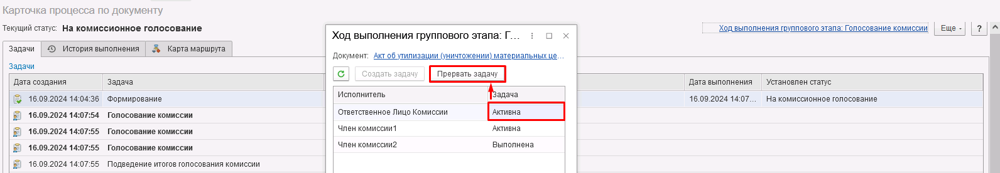 Карточка процесса по документу
Текущий статус: На комиссионное голосование
Ход выполнения группового этапа: Голосование комиссии
Еще
?
Задачи
История выполнения
Карта маршрута
Задачи
Дата создания Задача Дата выполнения Установлен статус
16.09.2024 14:04:36 Формирование 16.09.2024 14:07... На комиссионное голосование
16.09.2024 14:07:54 Голосование комиссии
16.09.2024 14:07:55 Голосование комиссии
16.09.2024 14:07:55 Голосование комиссии
16.09.2024 14:07:55 Подведение итогов голосования комиссии
Ход выполнения группового этапа: Г...
Документ: Акт об утилизации (уничтожении) материальных це...
Создать задачу
Прервать задачу
Исполнитель Задача
Ответственное Лицо Комиссии Активна
Член комиссии1 Активна
Член комиссии2 Выполнена